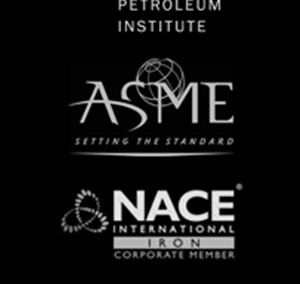 PETROLEUM
INSTITUTE
ASME
SETTING THE STANDARD
NACE®
INTERNATIONAL
IRON
CORPORATE MEMBER